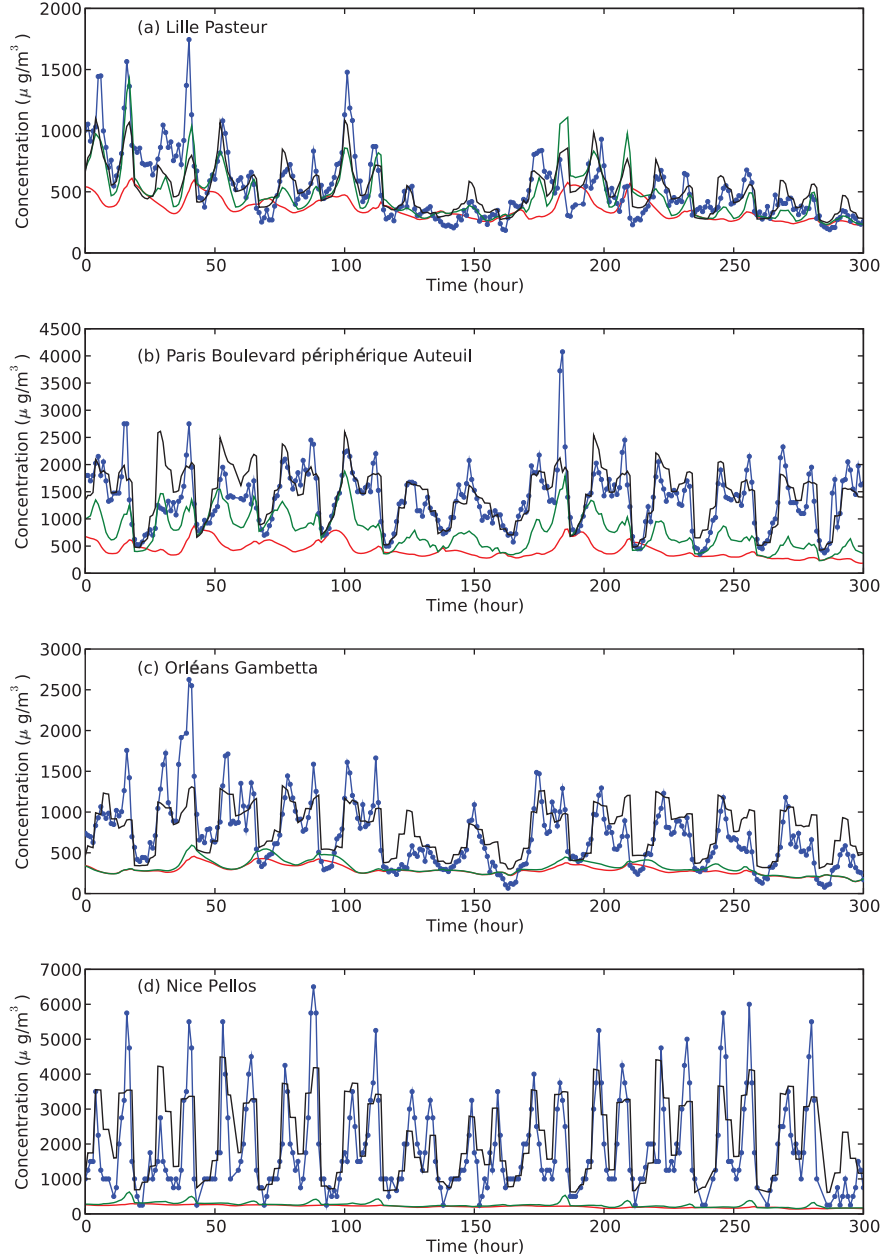 (a) Lille Pasteur
2000
1500
1000
500
0
Concentration (μ g/m³ )
0 50 100 150 200 250 300
Time (hour)
(b) Paris Boulevard périphérique Auteuil
4500
4000
3500
3000
2500
2000
1500
1000
500
0
Concentration (μ g/m³ )
0 50 100 150 200 250 300
Time (hour)
(c) Orléans Gambetta
3000
2500
2000
1500
1000
500
0
Concentration (μ g/m³ )
0 50 100 150 200 250 300
Time (hour)
(d) Nice Pellos
7000
6000
5000
4000
3000
2000
1000
0
Concentration (μ g/m³ )
0 50 100 150 200 250 300
Time (hour)